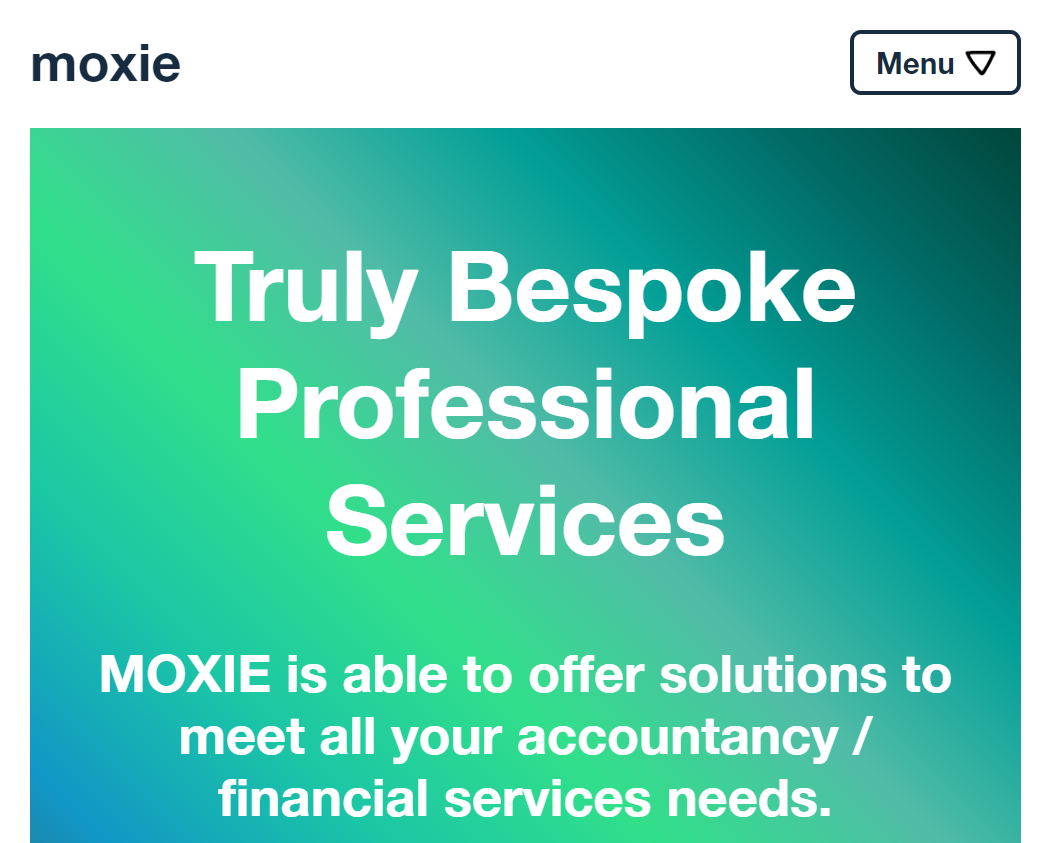 moxie
Menu
Truly Bespoke
Professional
Services
MOXIE is able to offer solutions to
meet all your accountancy /
financial services needs.